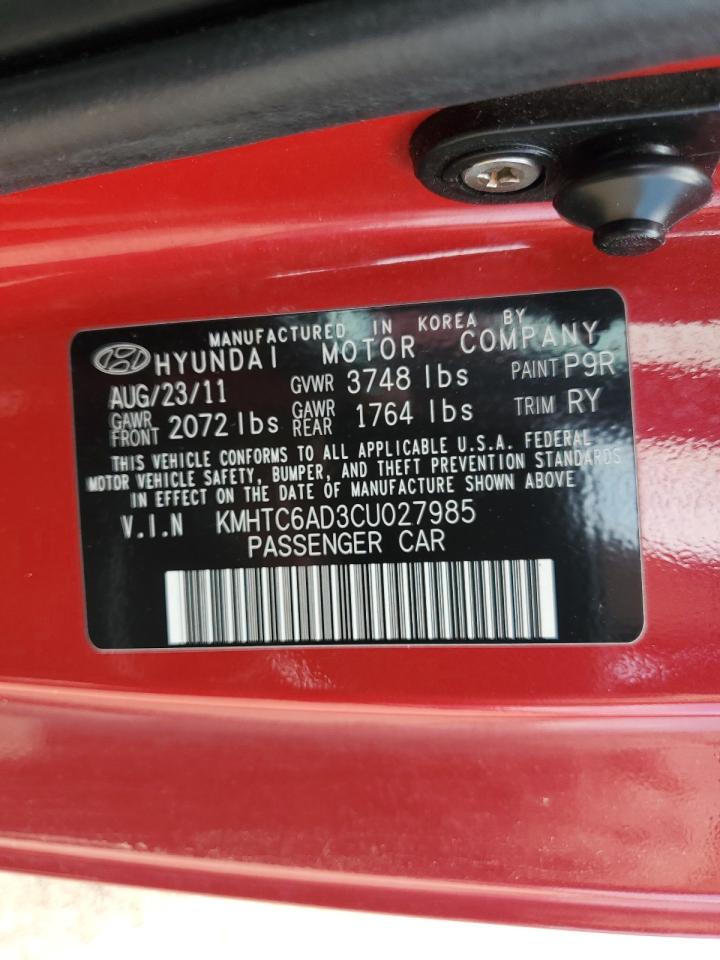 MANUFACTURED IN KOREA BY
HYUNDAI MOTOR COMPANY
AUG/23/11 GVWR 3748 lbs PAINT P9R
GAWR FRONT 2072 lbs GAWR REAR 1764 lbs TRIM RY
THIS VEHICLE CONFORMS TO ALL APPLICABLE U.S.A. FEDERAL
MOTOR VEHICLE SAFETY, BUMPER, AND THEFT PREVENTION STANDARDS
IN EFFECT ON THE DATE OF MANUFACTURE SHOWN ABOVE
V.I.N KMHTC6AD3CU027985
PASSENGER CAR